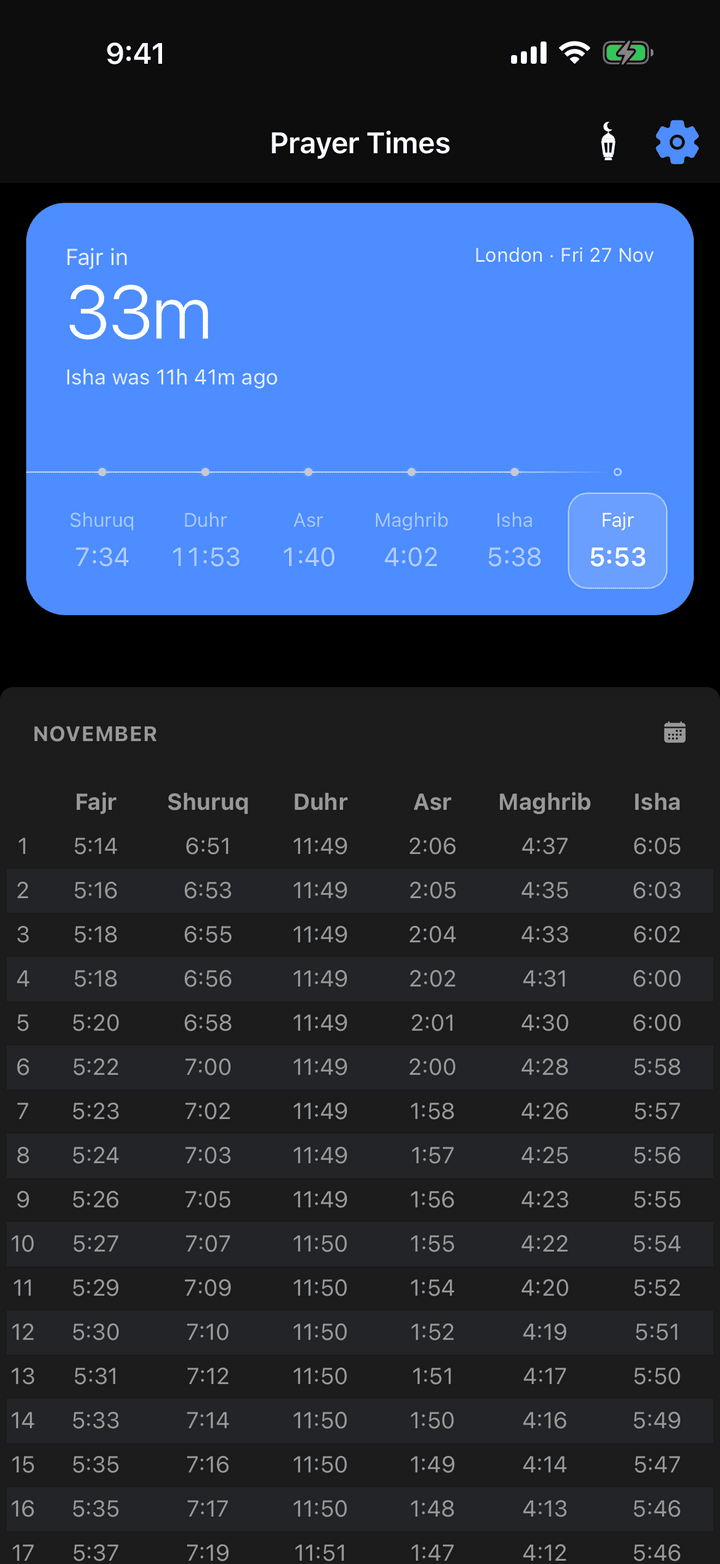 9:41
Prayer Times
Fajr in
London · Fri 27 Nov
33m
Isha was 11h 41m ago
Shuruq Duhr Asr Maghrib Isha Fajr
7:34 11:53 1:40 4:02 5:38 5:53
NOVEMBER
Fajr Shuruq Duhr Asr Maghrib Isha
1 5:14 6:51 11:49 2:06 4:37 6:05
2 5:16 6:53 11:49 2:05 4:35 6:03
3 5:18 6:55 11:49 2:04 4:33 6:02
4 5:18 6:56 11:49 2:02 4:31 6:00
5 5:20 6:58 11:49 2:01 4:30 6:00
6 5:22 7:00 11:49 2:00 4:28 5:58
7 5:23 7:02 11:49 1:58 4:26 5:57
8 5:24 7:03 11:49 1:57 4:25 5:56
9 5:26 7:05 11:49 1:56 4:23 5:55
10 5:27 7:07 11:50 1:55 4:22 5:54
11 5:29 7:09 11:50 1:54 4:20 5:52
12 5:30 7:10 11:50 1:52 4:19 5:51
13 5:31 7:12 11:50 1:51 4:17 5:50
14 5:33 7:14 11:50 1:50 4:16 5:49
15 5:35 7:16 11:50 1:49 4:14 5:47
16 5:35 7:17 11:50 1:48 4:13 5:46
17 5:37 7:19 11:51 1:47 4:12 5:46